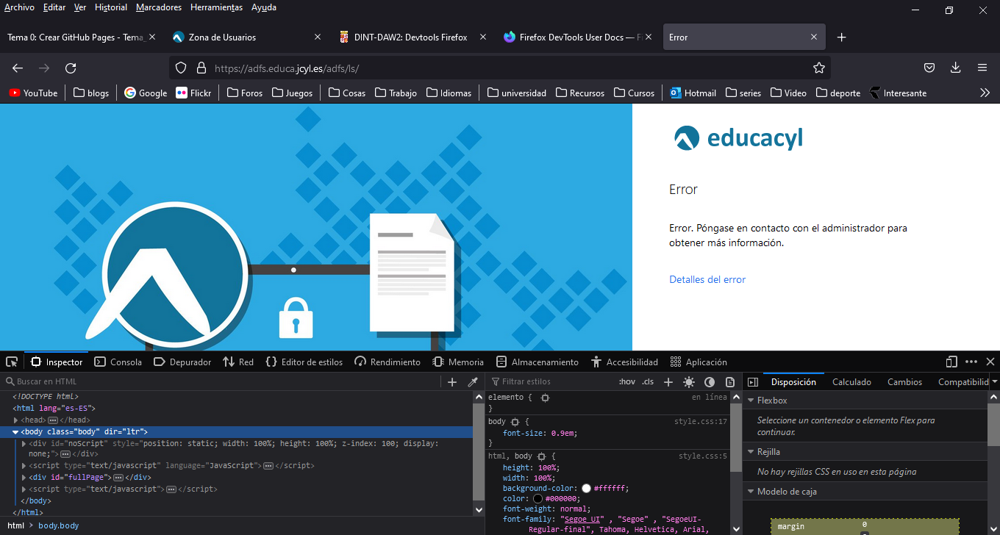 Archivo Editar Ver Historial Marcadores Herramientas Ayuda
Tema 0: Crear GitHub Pages - Tema_
Zona de Usuarios
DINT-DAW2: Devtools Firefox
Firefox DevTools User Docs — Fi
Error
https://adfs.educa.jcyl.es/adfs/ls/
YouTube blogs Google Flickr Foros Juegos Cosas Trabajo Idiomas universidad Recursos Cursos Hotmail series Video deporte Interesante
educacyl
Error
Error. Póngase en contacto con el administrador para
obtener más información.
Detalles del error
Inspector Consola Depurador Red Editor de estilos Rendimiento Memoria Almacenamiento Accesibilidad Aplicación
Buscar en HTML
<!DOCTYPE html>
<html lang="es-ES">
<head> </head>
<body class="body" dir="ltr">
<div id="noScript" style="position: static; width: 100%; height: 100%; z-index: 100; display:
none;"> </div>
<script type="text/javascript" language="JavaScript"> </script>
<div id="fullPage"> </div>
<script type="text/javascript"> </script>
</body>
</html>
html > body.body
Filtrar estilos :hov .cls
elemento { en línea
}
body { style.css:17
font-size: 0.9em;
}
html, body { style.css:5
height: 100%;
width: 100%;
background-color: #ffffff;
color: #000000;
font-weight: normal;
font-family: "Segoe UI" , "Segoe" , "SegoeUI-
Regular-final", Tahoma, Helvetica, Arial,
Disposición Calculado Cambios Compatibilid
Flexbox
Seleccione un contenedor o elemento Flex para
continuar.
Rejilla
No hay rejillas CSS en uso en esta página
Modelo de caja
margin 0